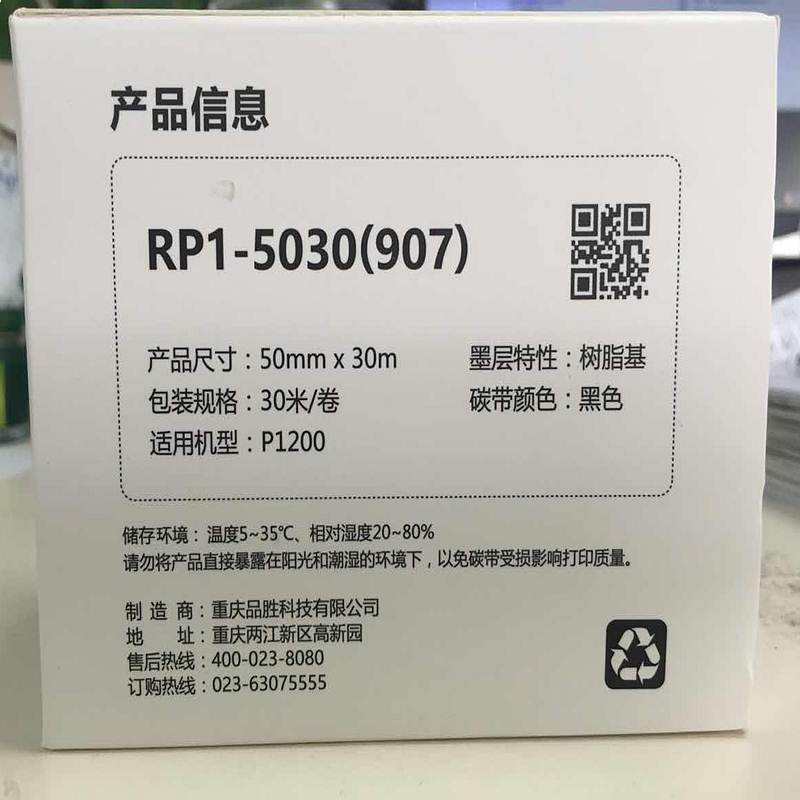 产品信息
RP1-5030(907)
产品尺寸：50mm x 30m
墨层特性：树脂基
包装规格：30米/卷
碳带颜色：黑色
适用机型：P1200
储存环境：温度5~35℃、相对湿度20~80%
请勿将产品直接暴露在阳光和潮湿的环境下，以免碳带受损影响打印质量。
制 造 商：重庆品胜科技有限公司
地 址：重庆两江新区高新园
售后热线：400-023-8080
订购热线：023-63075555